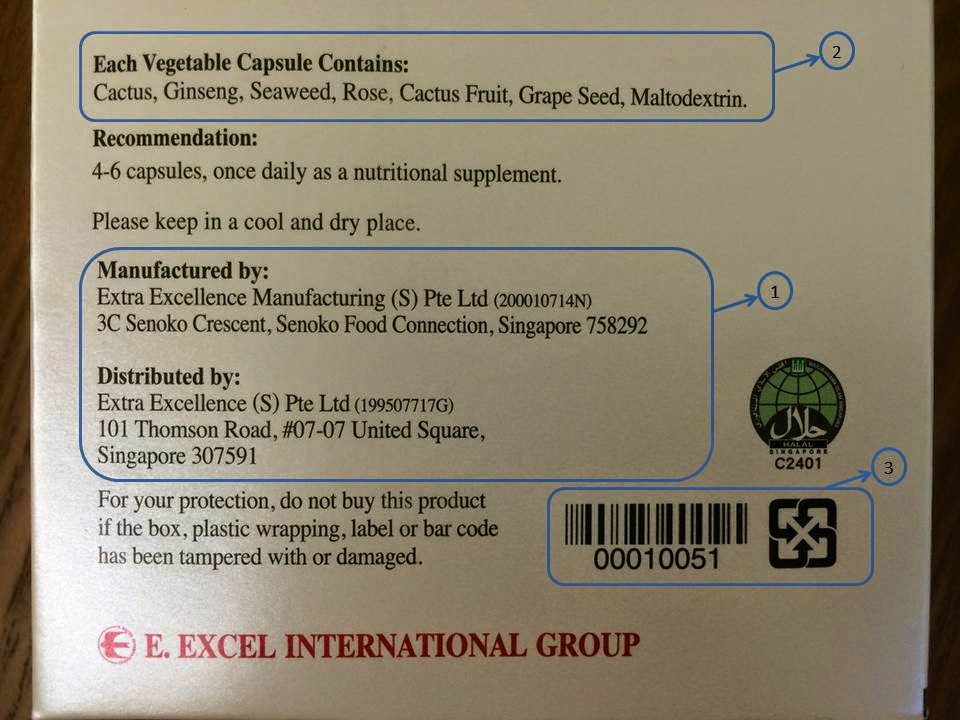 Each Vegetable Capsule Contains:
Cactus, Ginseng, Seaweed, Rose, Cactus Fruit, Grape Seed, Maltodextrin.
2
Recommendation:
4-6 capsules, once daily as a nutritional supplement.
Please keep in a cool and dry place.
Manufactured by:
Extra Excellence Manufacturing (S) Pte Ltd (200010714N)
3C Senoko Crescent, Senoko Food Connection, Singapore 758292
1
Distributed by:
Extra Excellence (S) Pte Ltd (199507717G)
101 Thomson Road, #07-07 United Square,
Singapore 307591
حلال
HALAL
SINGAPORE
C2401
3
For your protection, do not buy this product
if the box, plastic wrapping, label or bar code
has been tampered with or damaged.
00010051
E. EXCEL INTERNATIONAL GROUP